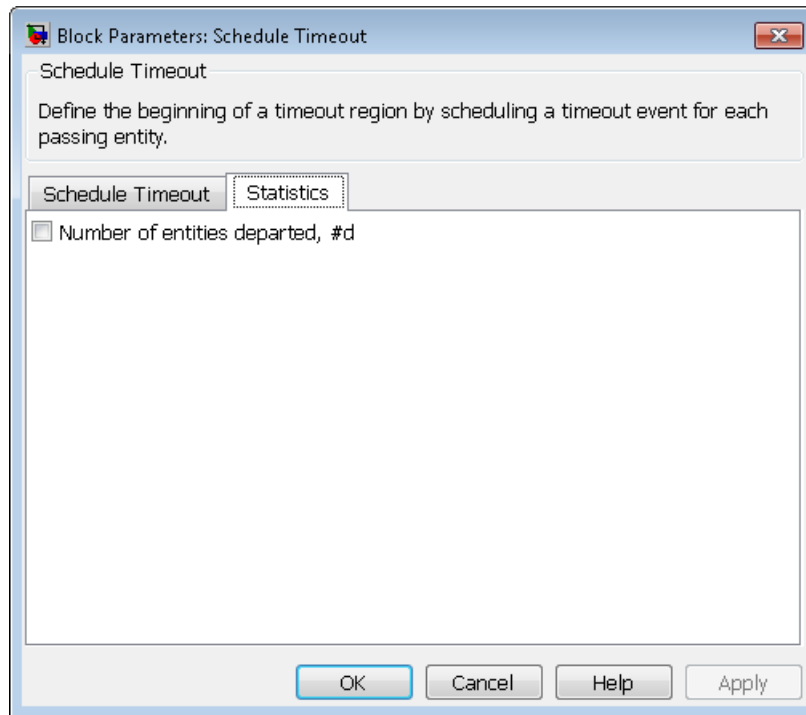 Block Parameters: Schedule Timeout
Schedule Timeout
Define the beginning of a timeout region by scheduling a timeout event for each
passing entity.
Schedule Timeout Statistics
Number of entities departed, #d
OK Cancel Help Apply